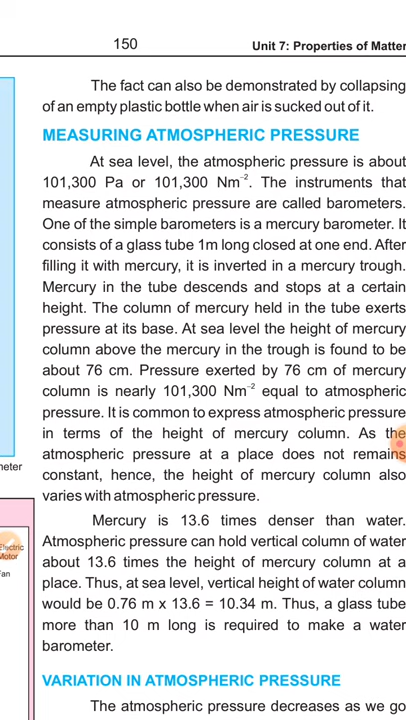 150
Unit 7: Properties of Matter
The fact can also be demonstrated by collapsing
of an empty plastic bottle when air is sucked out of it.
MEASURING ATMOSPHERIC PRESSURE
At sea level, the atmospheric pressure is about
101,300 Pa or 101,300 Nm⁻². The instruments that
measure atmospheric pressure are called barometers.
One of the simple barometers is a mercury barometer. It
consists of a glass tube 1m long closed at one end. After
filling it with mercury, it is inverted in a mercury trough.
Mercury in the tube descends and stops at a certain
height. The column of mercury held in the tube exerts
pressure at its base. At sea level the height of mercury
column above the mercury in the trough is found to be
about 76 cm. Pressure exerted by 76 cm of mercury
column is nearly 101,300 Nm⁻² equal to atmospheric
pressure. It is common to express atmospheric pressure
in terms of the height of mercury column. As the
atmospheric pressure at a place does not remains
constant, hence, the height of mercury column also
varies with atmospheric pressure.
Mercury is 13.6 times denser than water.
Atmospheric pressure can hold vertical column of water
about 13.6 times the height of mercury column at a
place. Thus, at sea level, vertical height of water column
would be 0.76 m x 13.6 = 10.34 m. Thus, a glass tube
more than 10 m long is required to make a water
barometer.
VARIATION IN ATMOSPHERIC PRESSURE
The atmospheric pressure decreases as we go
meter
Electric
Motor
Fan